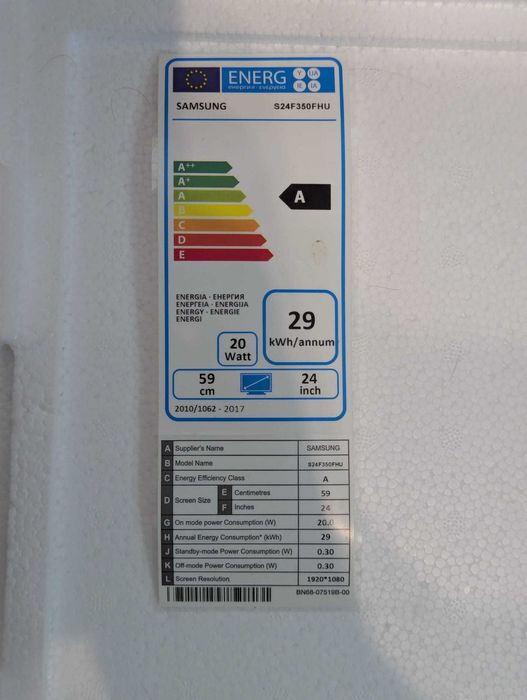 ENERG Y UA
енергия · ενεργεια IE IA
SAMSUNG S24F350FHU
A++
A+
A
B
C
D
E
A
ENERGIA · ЕНЕРГИЯ
ΕΝΕΡΓΕΙΑ · ENERGIJA
ENERGY · ENERGIE
ENERGI
20
Watt
29
kWh/annum
59
cm
24
inch
2010/1062 - 2017
A Supplier's Name SAMSUNG
B Model Name S24F350FHU
C Energy Efficiency Class A
D Screen Size E Centimetres 59
F Inches 24
G On mode power Consumption (W) 20.0
H Annual Energy Consumption* (kWh) 29
J Standby-mode Power Consumption (W) 0.30
K Off-mode Power Consumption (W) 0.30
L Screen Resolution 1920*1080
BN68-07519B-00